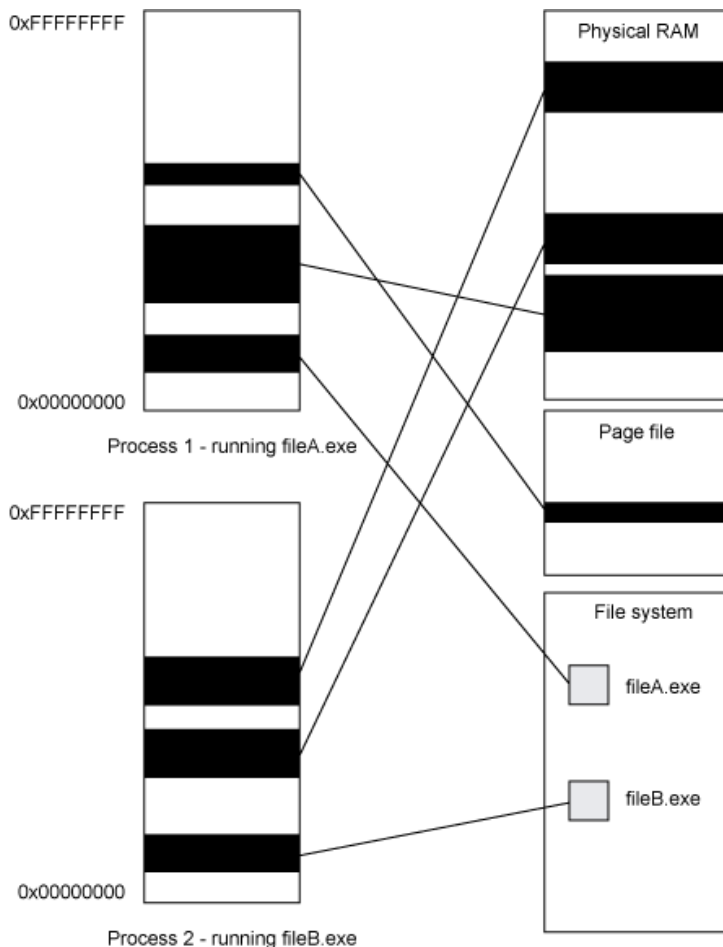 0xFFFFFFFF
0x00000000
Process 1 - running fileA.exe
0xFFFFFFFF
0x00000000
Process 2 - running fileB.exe
Physical RAM
Page file
File system
fileA.exe
fileB.exe